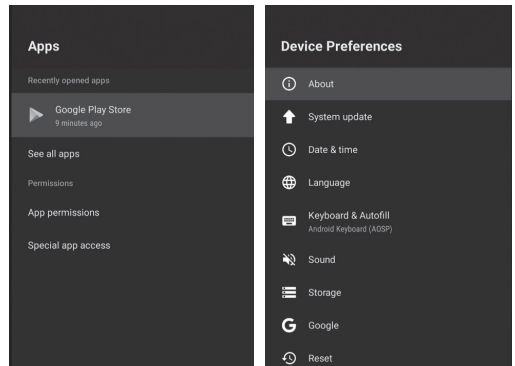 Apps
Recently opened apps
Google Play Store
9 minutes ago
See all apps
Permissions
App permissions
Special app access
Device Preferences
About
System update
Date & time
Language
Keyboard & Autofill
Android Keyboard (AOSP)
Sound
Storage
Google
Reset